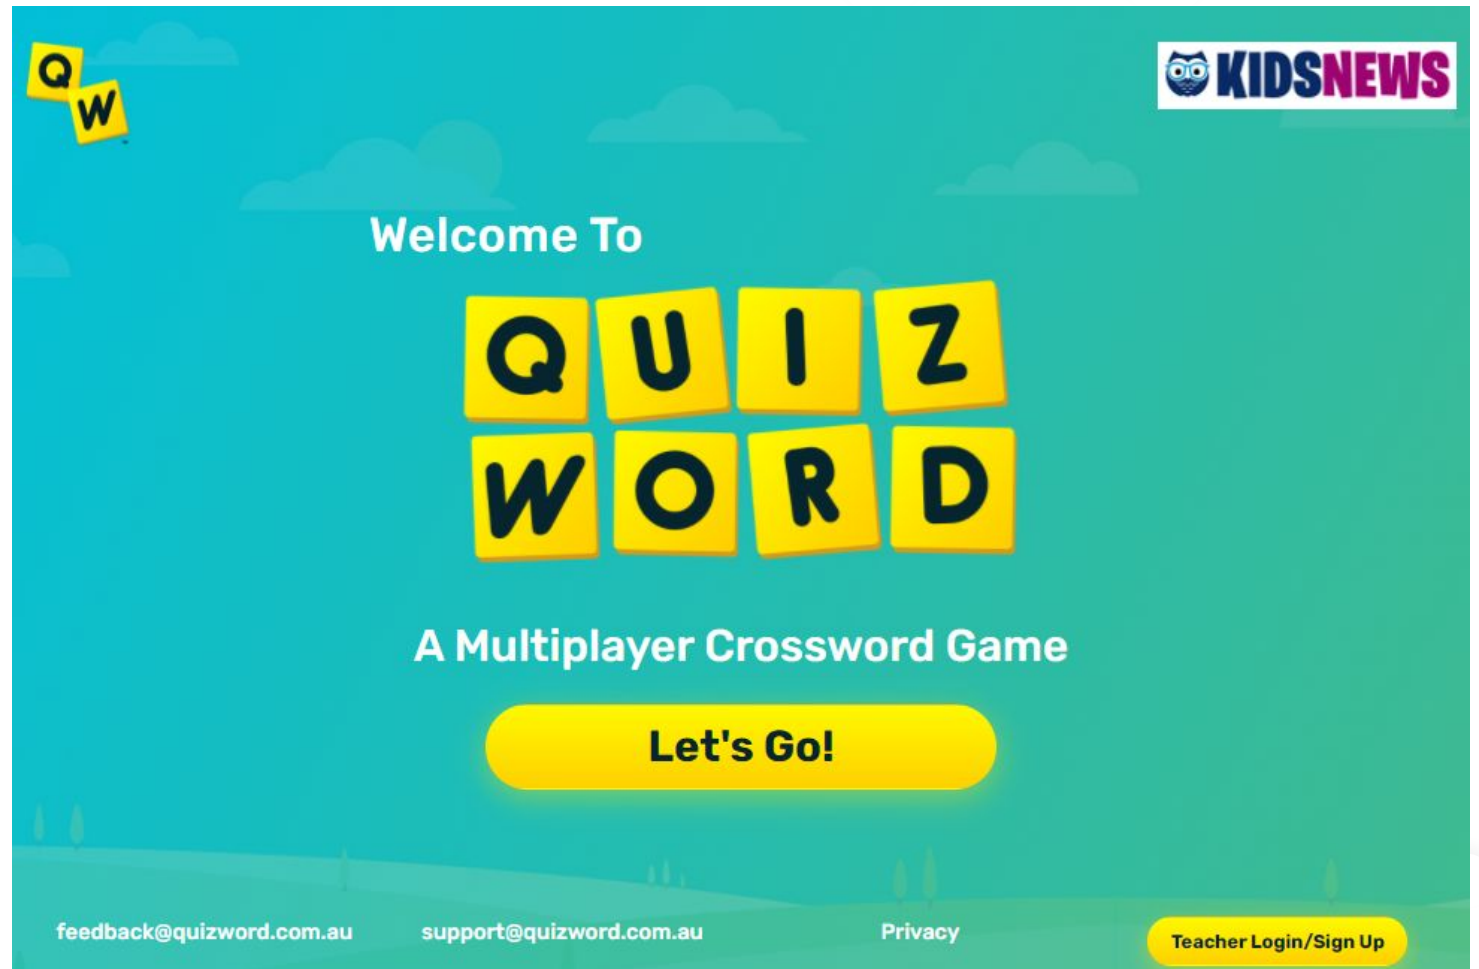 Q
W
KIDSNEWS
Welcome To
QUIZ
WORD
A Multiplayer Crossword Game
Let's Go!
feedback@quizword.com.au support@quizword.com.au Privacy Teacher Login/Sign Up